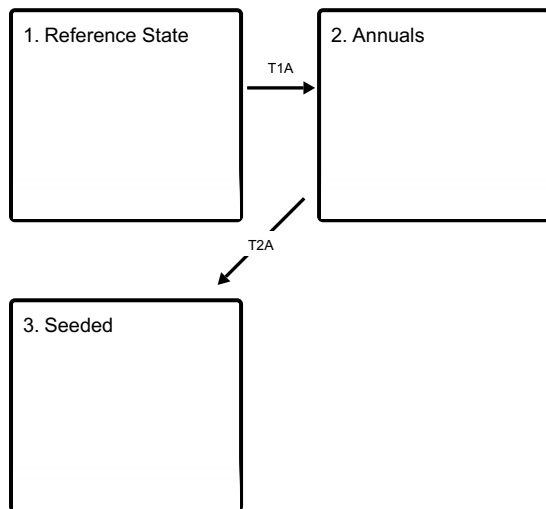 1. Reference State
T1A
2. Annuals
T2A
3. Seeded